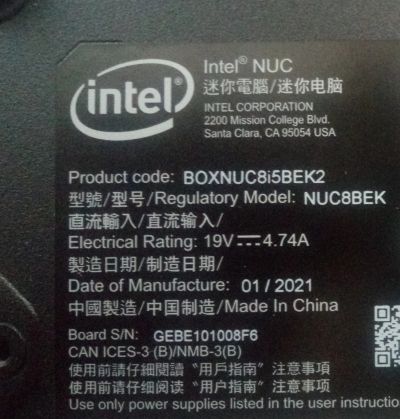 intel®
Intel® NUC
迷你電腦/迷你电脑
INTEL CORPORATION
2200 Mission College Blvd.
Santa Clara, CA 95054 USA
Product code: BOXNUC8i5BEK2
型號/型号/Regulatory Model: NUC8BEK
直流輸入/直流输入/
Electrical Rating: 19V⎓4.74A
製造日期/制造日期/
Date of Manufacture: 01 / 2021
中國製造/中国制造/Made In China
Board S/N: GEBE101008F6
CAN ICES-3 (B)/NMB-3(B)
使用前請仔細閱讀 “用戶指南” 注意事項
使用前请仔细阅读 “用户指南” 注意事项
Use only power supplies listed in the user instructio